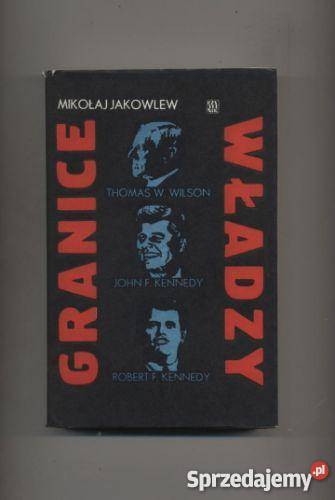 MIKOŁAJ JAKOWLEW
GRANICE
WŁADZY
THOMAS W. WILSON
JOHN F. KENNEDY
ROBERT F. KENNEDY
Sprzedajemy.pl